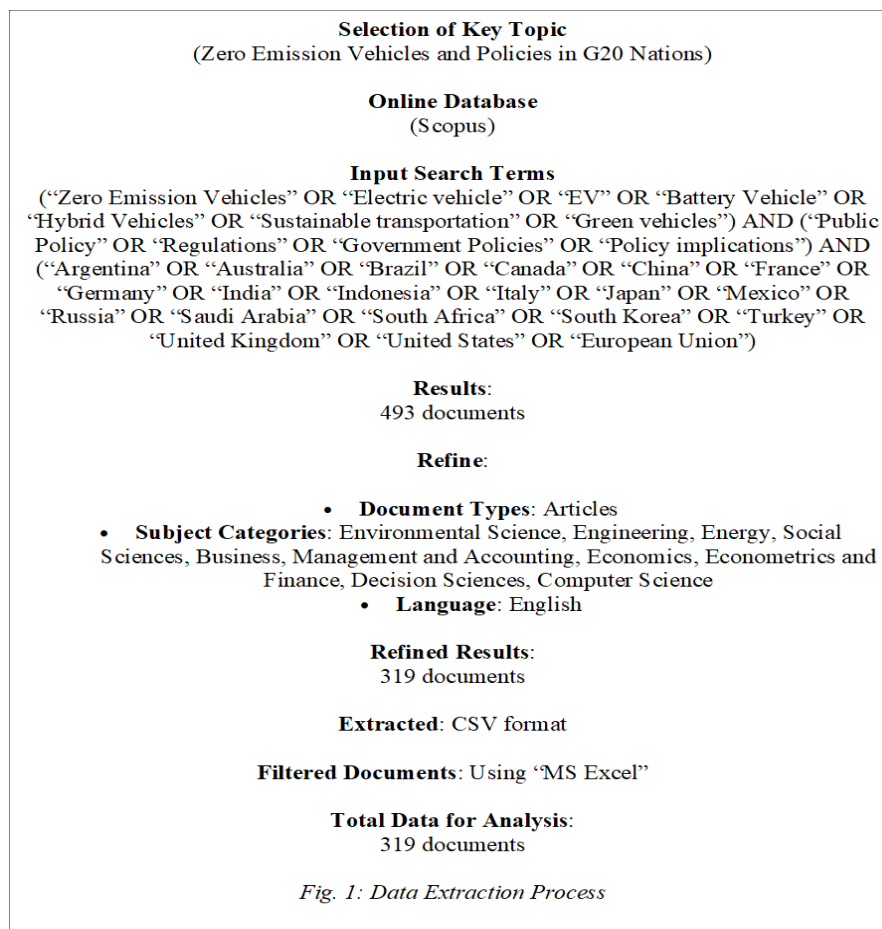 Selection of Key Topic
(Zero Emission Vehicles and Policies in G20 Nations)
Online Database
(Scopus)
Input Search Terms
(“Zero Emission Vehicles” OR “Electric vehicle” OR “EV” OR “Battery Vehicle” OR
“Hybrid Vehicles” OR “Sustainable transportation” OR “Green vehicles”) AND (“Public
Policy” OR “Regulations” OR “Government Policies” OR “Policy implications”) AND
(“Argentina” OR “Australia” OR “Brazil” OR “Canada” OR “China” OR “France” OR
“Germany” OR “India” OR “Indonesia” OR “Italy” OR “Japan” OR “Mexico” OR
“Russia” OR “Saudi Arabia” OR “South Africa” OR “South Korea” OR “Turkey” OR
“United Kingdom” OR “United States” OR “European Union”)
Results:
493 documents
Refine:
• Document Types: Articles
• Subject Categories: Environmental Science, Engineering, Energy, Social
Sciences, Business, Management and Accounting, Economics, Econometrics and
Finance, Decision Sciences, Computer Science
• Language: English
Refined Results:
319 documents
Extracted: CSV format
Filtered Documents: Using “MS Excel”
Total Data for Analysis:
319 documents
Fig. 1: Data Extraction Process